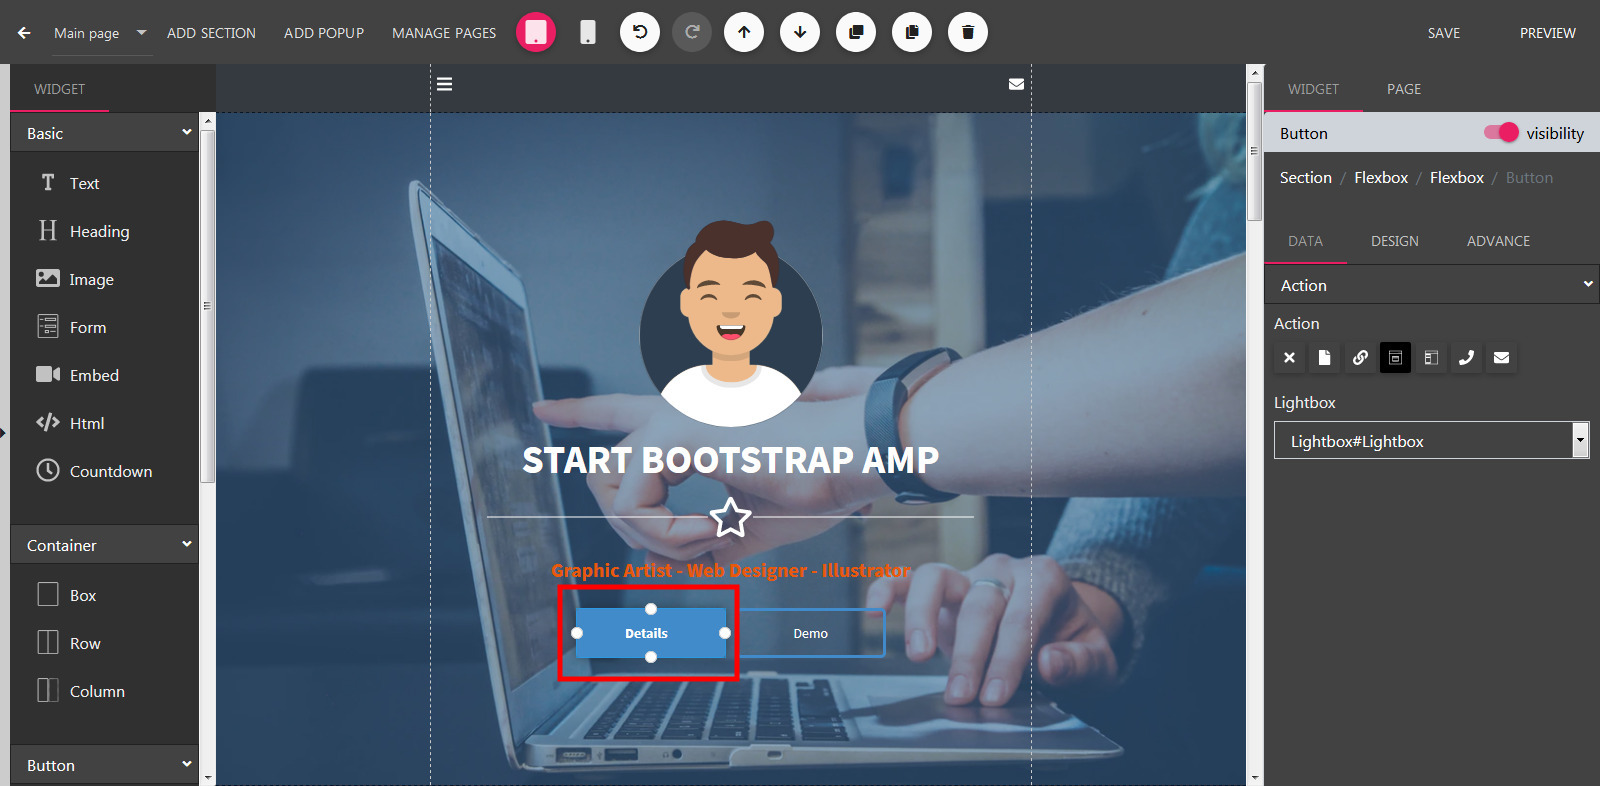 Main page
ADD SECTION
ADD POPUP
MANAGE PAGES
SAVE
PREVIEW
WIDGET
Basic
Text
Heading
Image
Form
Embed
Html
Countdown
Container
Box
Row
Column
Button
START BOOTSTRAP AMP
Graphic Artist - Web Designer - Illustrator
Details
Demo
WIDGET
PAGE
Button
visibility
Section / Flexbox / Flexbox / Button
DATA
DESIGN
ADVANCE
Action
Action
Lightbox
Lightbox#Lightbox